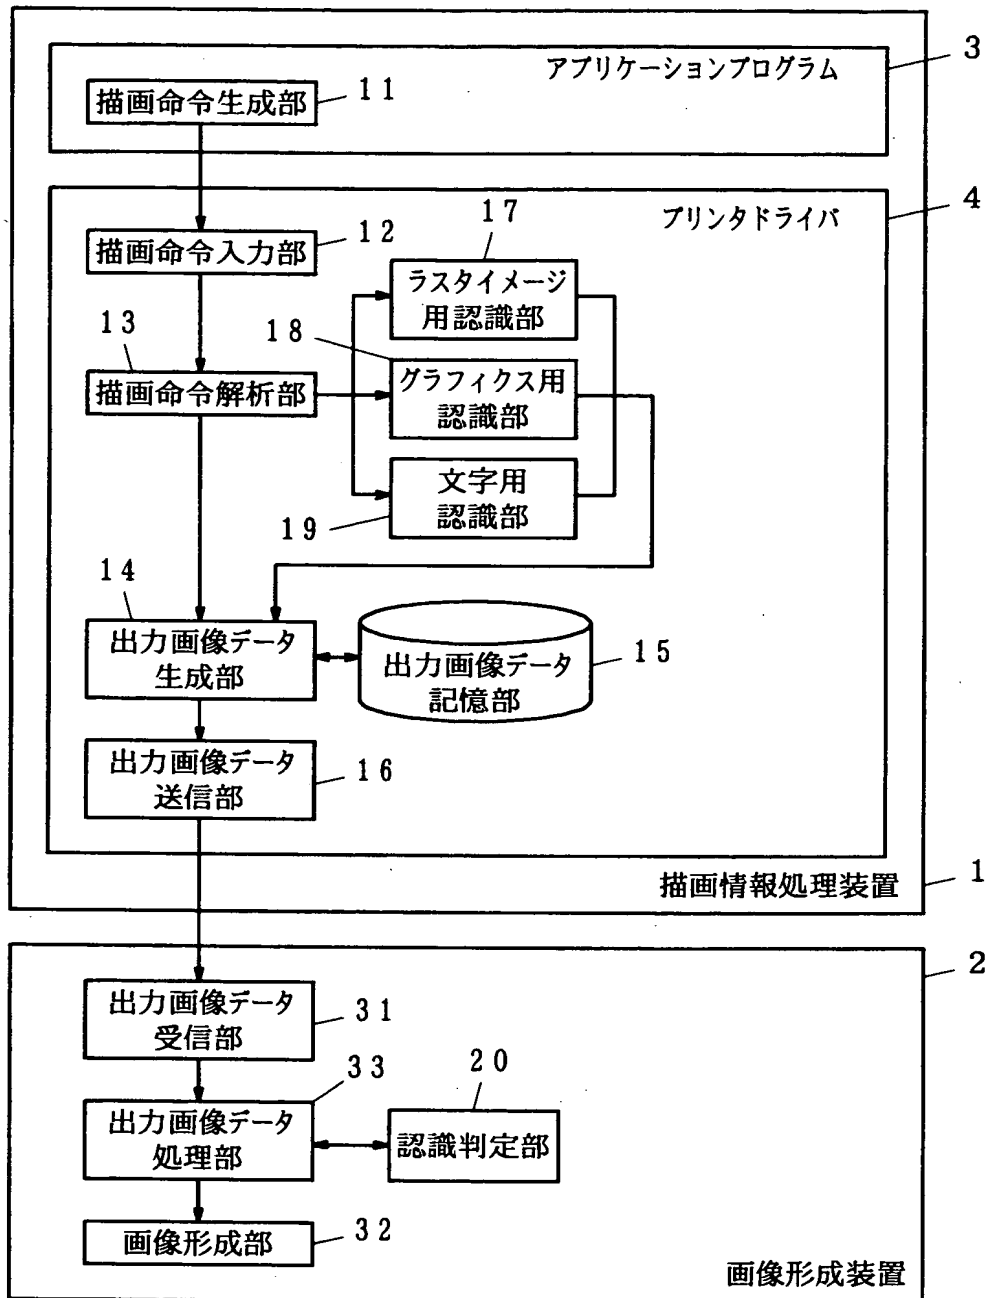 アプリケーションプログラム
3
描画命令生成部
11
プリンタドライバ
4
描画命令入力部
12
17
ラスタイメージ
用認識部
13
描画命令解析部
18
グラフィクス用
認識部
文字用
認識部
19
14
出力画像データ
生成部
出力画像データ
記憶部
15
出力画像データ
送信部
16
描画情報処理装置
1
2
出力画像データ
受信部
31
33
出力画像データ
処理部
20
認識判定部
画像形成部
32
画像形成装置